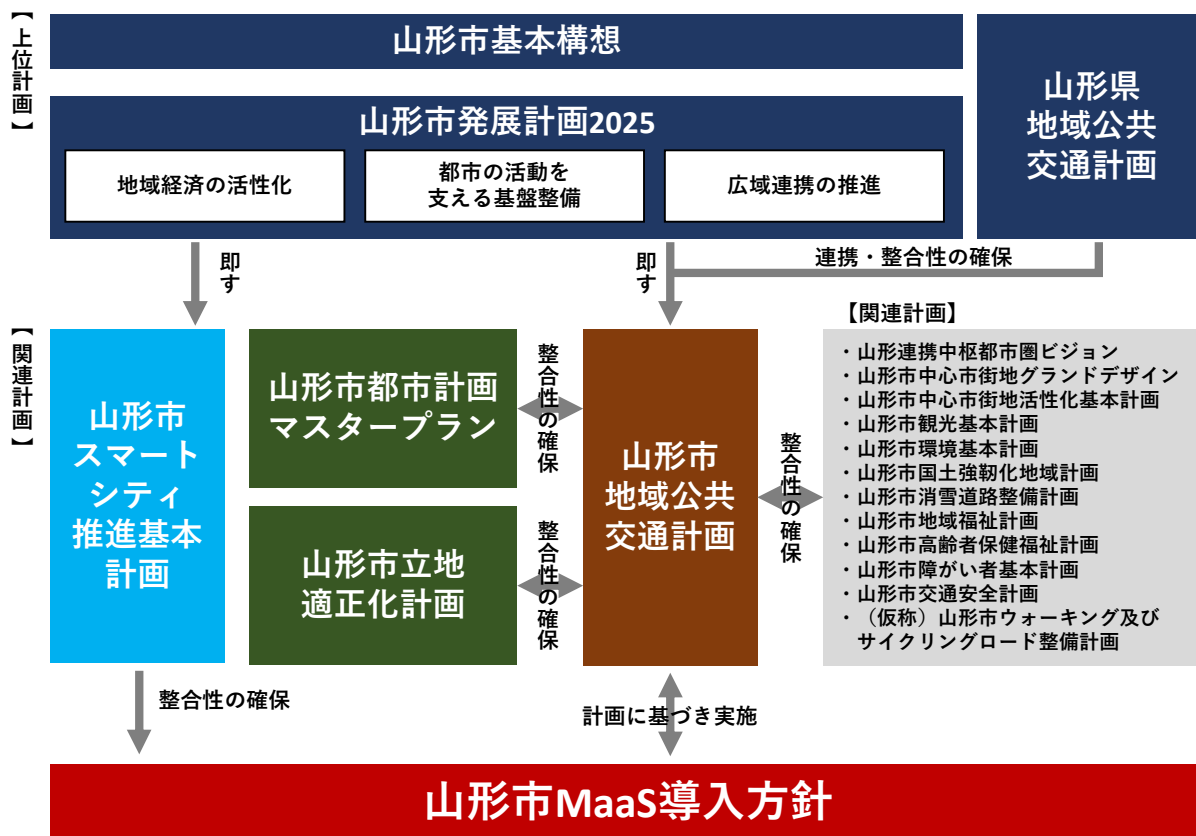 【上位計画】
山形市基本構想
山形県
地域公共
交通計画
山形市発展計画2025
地域経済の活性化
都市の活動を
支える基盤整備
広域連携の推進
即す
即す
連携・整合性の確保
【関連計画】
山形市
スマート
シティ
推進基本
計画
山形市都市計画
マスタープラン
整合性の確保
山形市立地
適正化計画
整合性の確保
山形市
地域公共
交通計画
整合性の確保
【関連計画】
・山形連携中枢都市圏ビジョン
・山形市中心市街地グランドデザイン
・山形市中心市街地活性化基本計画
・山形市観光基本計画
・山形市環境基本計画
・山形市国土強靭化地域計画
・山形市消雪道路整備計画
・山形市地域福祉計画
・山形市高齢者保健福祉計画
・山形市障がい者基本計画
・山形市交通安全計画
・（仮称）山形市ウォーキング及び
サイクリングロード整備計画
整合性の確保
計画に基づき実施
山形市MaaS導入方針